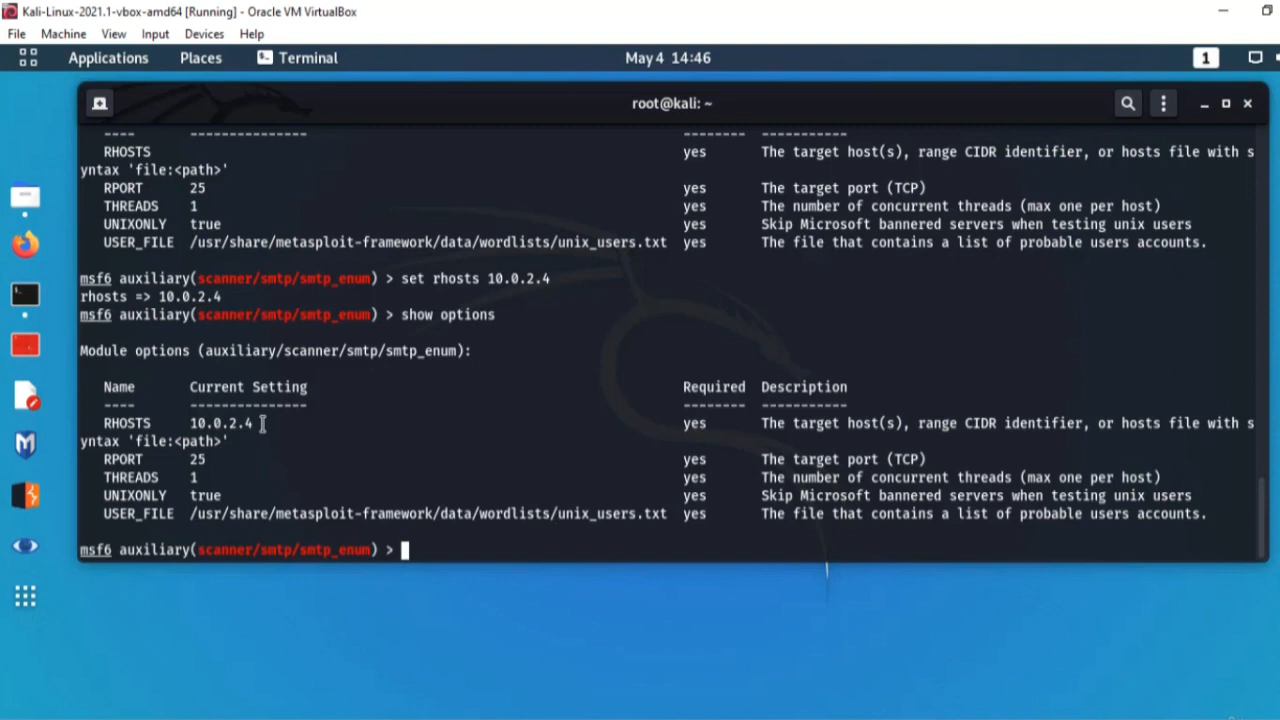 Kali-Linux-2021.1-vbox-amd64 [Running] - Oracle VM VirtualBox
File Machine View Input Devices Help
Applications Places Terminal May 4 14:46 1
root@kali: ~
---- --------------- -------- -----------
RHOSTS yes The target host(s), range CIDR identifier, or hosts file with s
yntax 'file:<path>'
RPORT 25 yes The target port (TCP)
THREADS 1 yes The number of concurrent threads (max one per host)
UNIXONLY true yes Skip Microsoft bannered servers when testing unix users
USER_FILE /usr/share/metasploit-framework/data/wordlists/unix_users.txt yes The file that contains a list of probable users accounts.
msf6 auxiliary(scanner/smtp/smtp_enum) > set rhosts 10.0.2.4
rhosts => 10.0.2.4
msf6 auxiliary(scanner/smtp/smtp_enum) > show options
Module options (auxiliary/scanner/smtp/smtp_enum):
Name Current Setting Required Description
---- --------------- -------- -----------
RHOSTS 10.0.2.4 yes The target host(s), range CIDR identifier, or hosts file with s
yntax 'file:<path>'
RPORT 25 yes The target port (TCP)
THREADS 1 yes The number of concurrent threads (max one per host)
UNIXONLY true yes Skip Microsoft bannered servers when testing unix users
USER_FILE /usr/share/metasploit-framework/data/wordlists/unix_users.txt yes The file that contains a list of probable users accounts.
msf6 auxiliary(scanner/smtp/smtp_enum) >